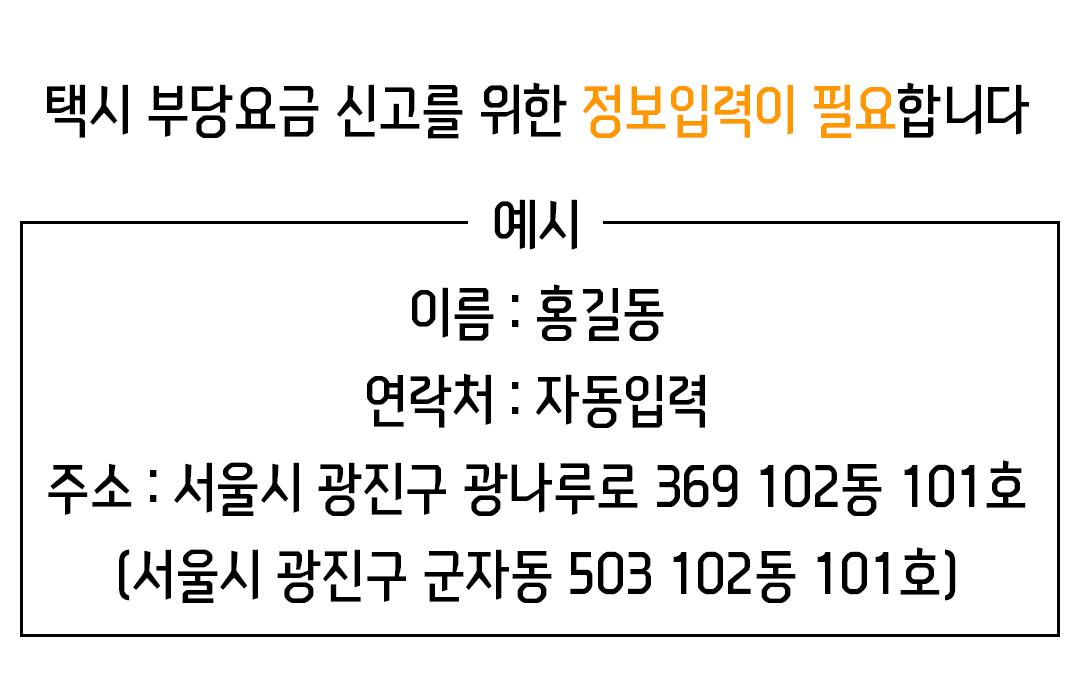 택시 부당요금 신고를 위한 정보입력이 필요합니다
예시
이름 : 홍길동
연락처 : 자동입력
주소 : 서울시 광진구 광나루로 369 102동 101호
(서울시 광진구 군자동 503 102동 101호)